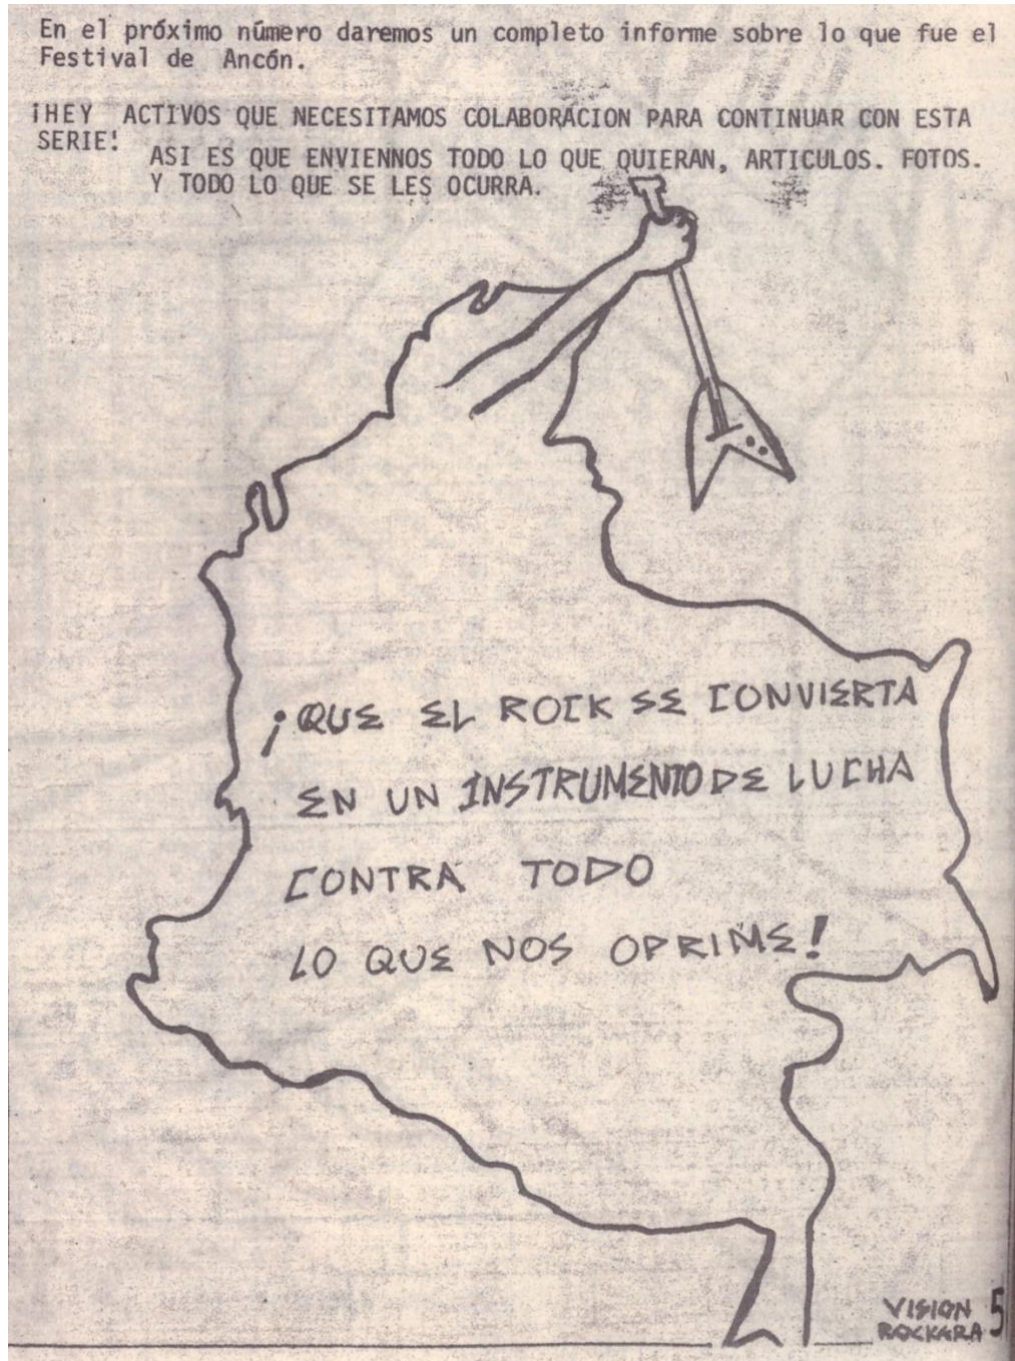 En el próximo número daremos un completo informe sobre lo que fue el
Festival de Ancón.
¡HEY ACTIVOS QUE NECESITAMOS COLABORACION PARA CONTINUAR CON ESTA
SERIE!
ASI ES QUE ENVIENNOS TODO LO QUE QUIERAN, ARTICULOS. FOTOS.
Y TODO LO QUE SE LES OCURRA.
¡QUE EL ROCK SE CONVIERTA
EN UN INSTRUMENTO DE LUCHA
CONTRA TODO
LO QUE NOS OPRIME!
VISION 5
ROCKERA